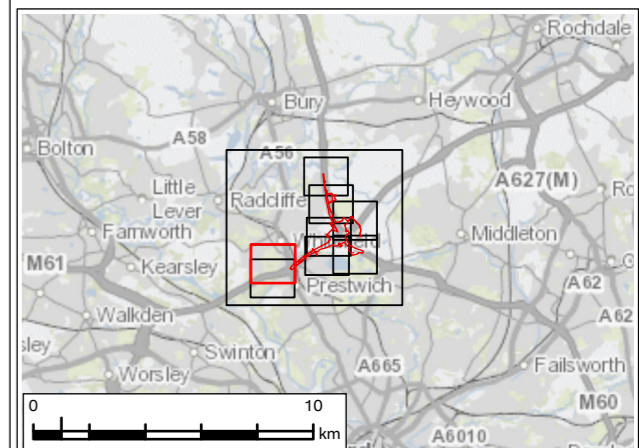 Rochdale
Bury
Heywood
Bolton
A58
A56
A627(M)
Little
Lever
Radcliffe
Farnworth
Middleton
M61
Kearsley
A62
Prestwich
Walkden
A62
Swinton
A665
Failsworth
Worsley
M60
A6010
0
10
km